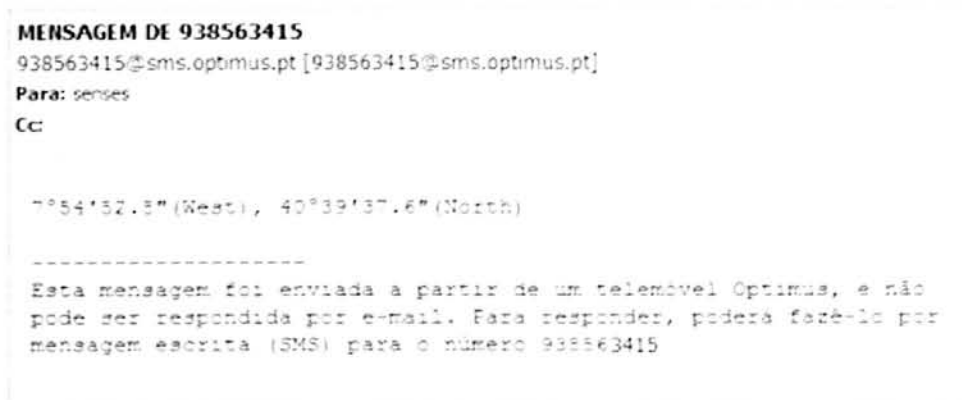 MENSAGEM DE 938563415
938563415@sms.optimus.pt [938563415@sms.optimus.pt]
Para: senses
Cc:
7°54'52.8"(West), 40°39'37.6"(North)
--------------------
Esta mensagem foi enviada a partir de um telemóvel Optimus, e não
pode ser respondida por e-mail. Para responder, poderá fazê-lo por
mensagem escrita (SMS) para o número 938563415